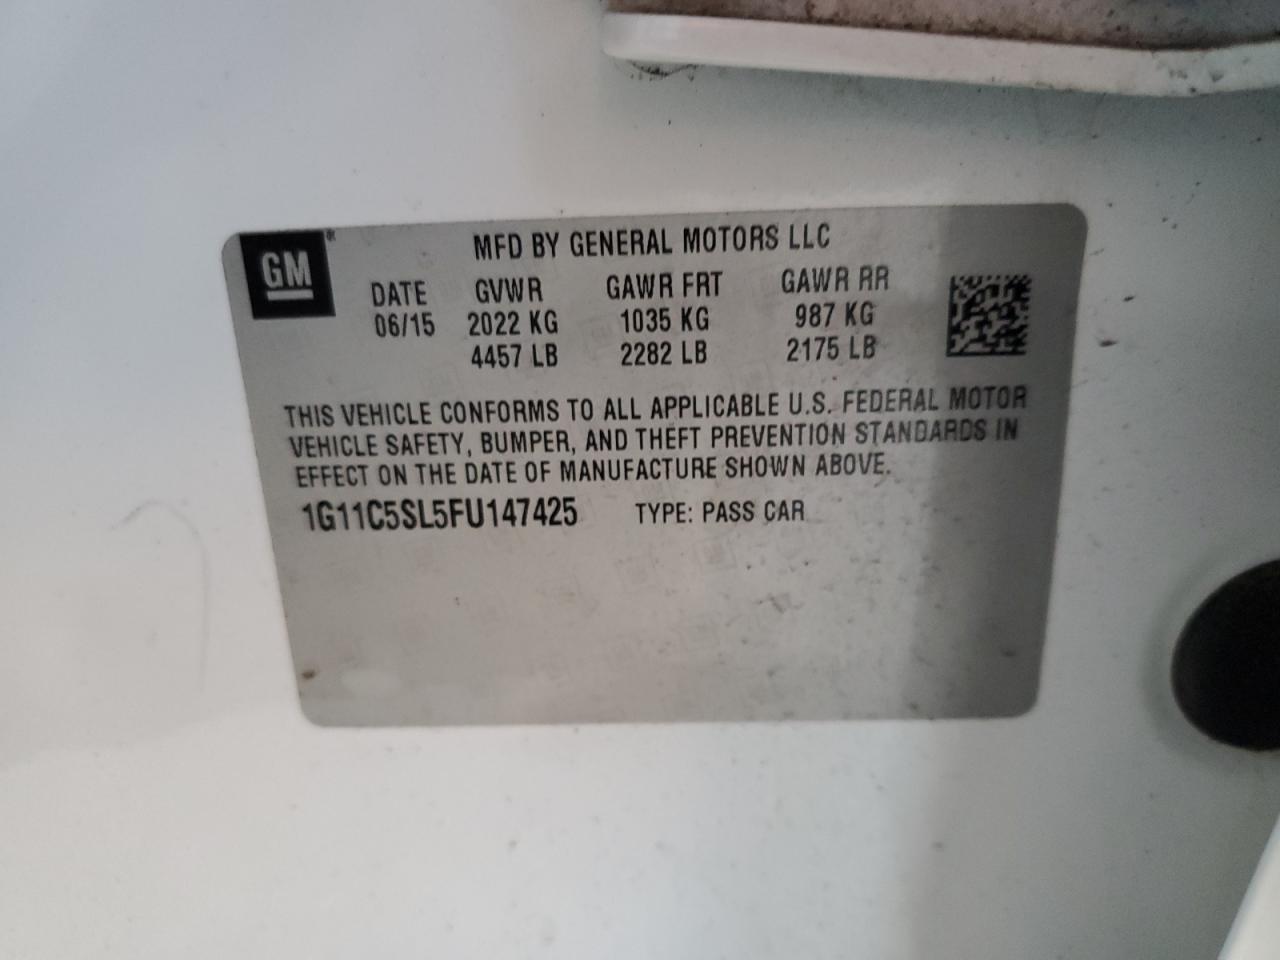 GM®
MFD BY GENERAL MOTORS LLC
DATE GVWR GAWR FRT GAWR RR
06/15 2022 KG 1035 KG 987 KG
4457 LB 2282 LB 2175 LB
THIS VEHICLE CONFORMS TO ALL APPLICABLE U.S. FEDERAL MOTOR
VEHICLE SAFETY, BUMPER, AND THEFT PREVENTION STANDARDS IN
EFFECT ON THE DATE OF MANUFACTURE SHOWN ABOVE.
1G11C5SL5FU147425 TYPE: PASS CAR